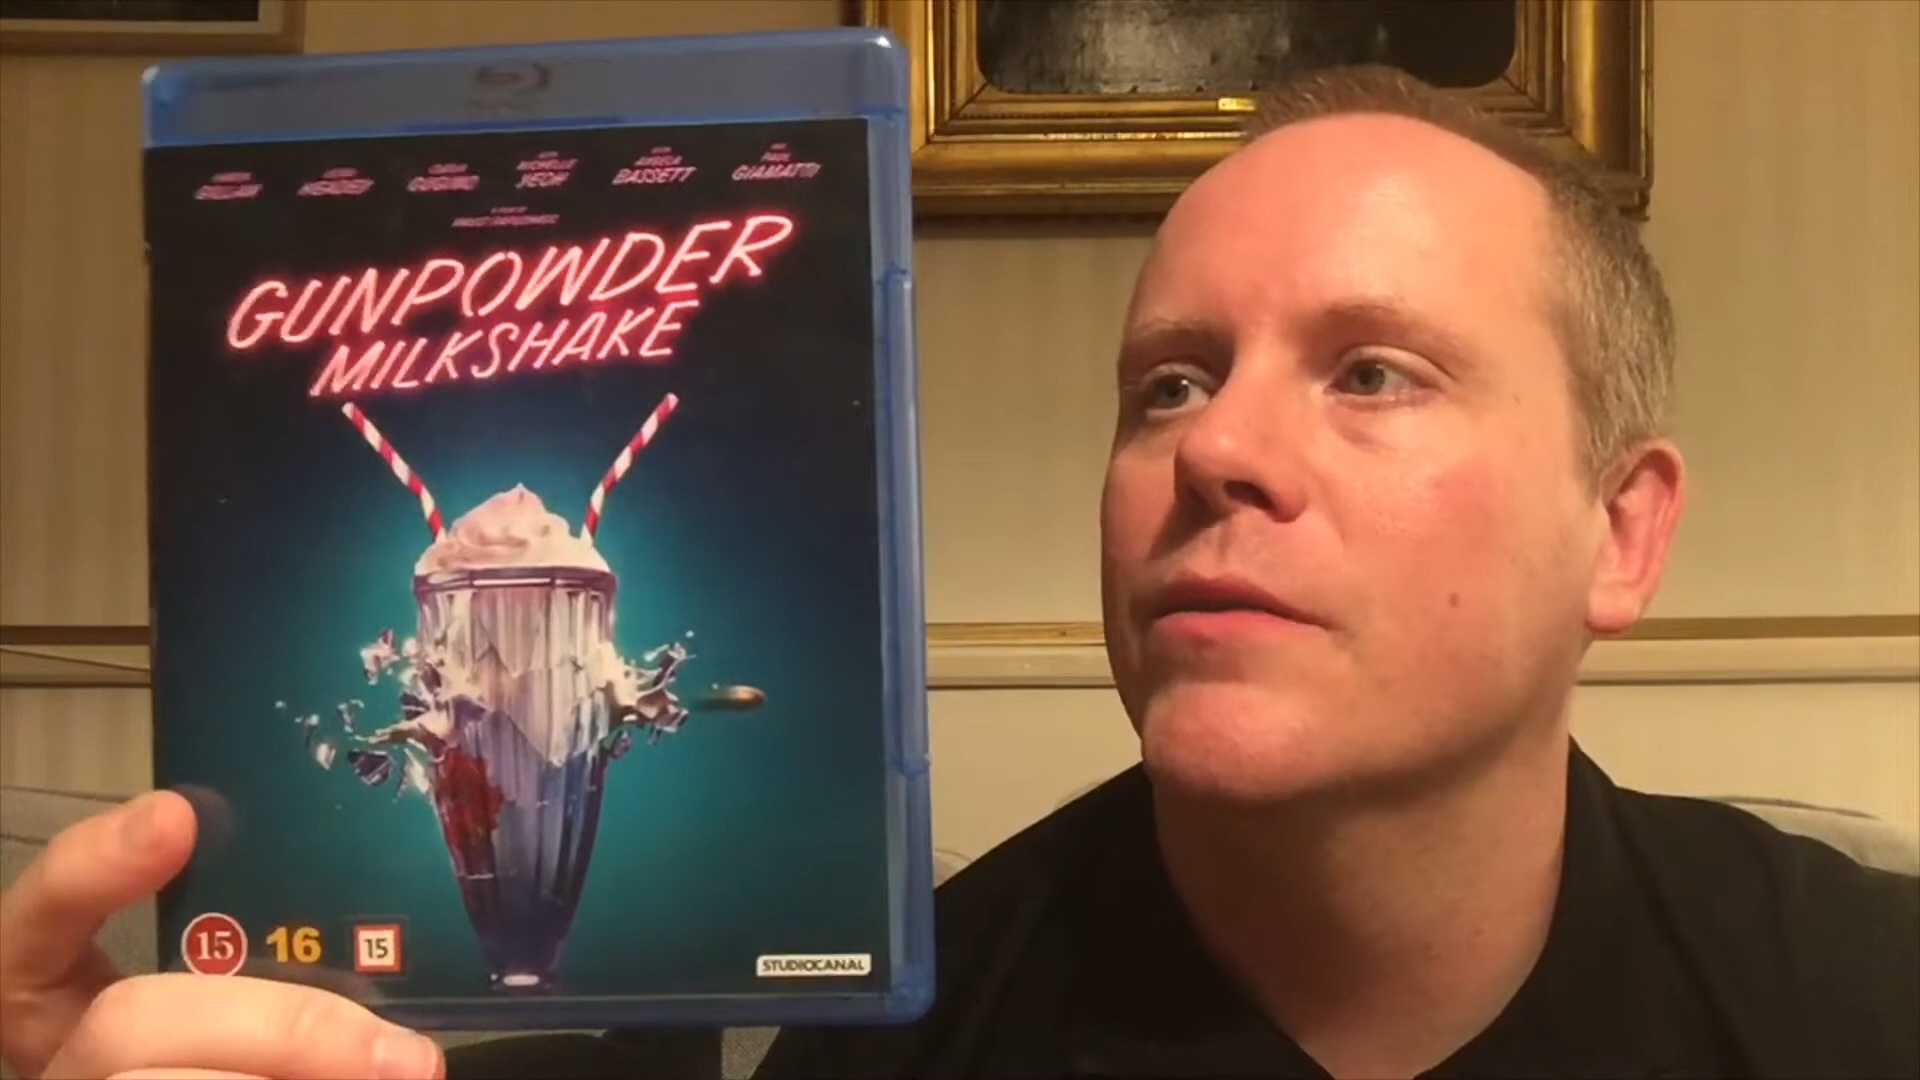 MICHELLE YEOH
ANGELA BASSETT
PAUL GIAMATTI
GUNPOWDER
MILKSHAKE
15 16 15
STUDIOCANAL